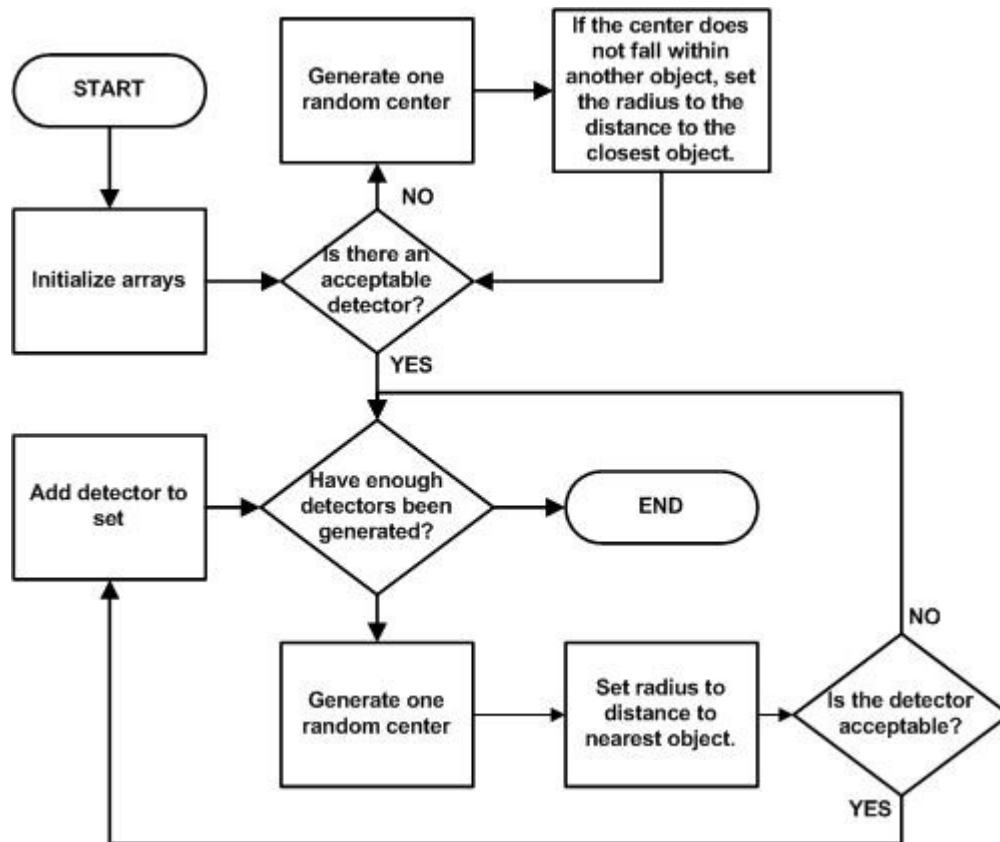 START
Generate one
random center
If the center does
not fall within
another object, set
the radius to the
distance to the
closest object.
NO
Initialize arrays
Is there an
acceptable
detector?
YES
Add detector to
set
Have enough
detectors been
generated?
END
NO
Generate one
random center
Set radius to
distance to
nearest object.
Is the detector
acceptable?
YES